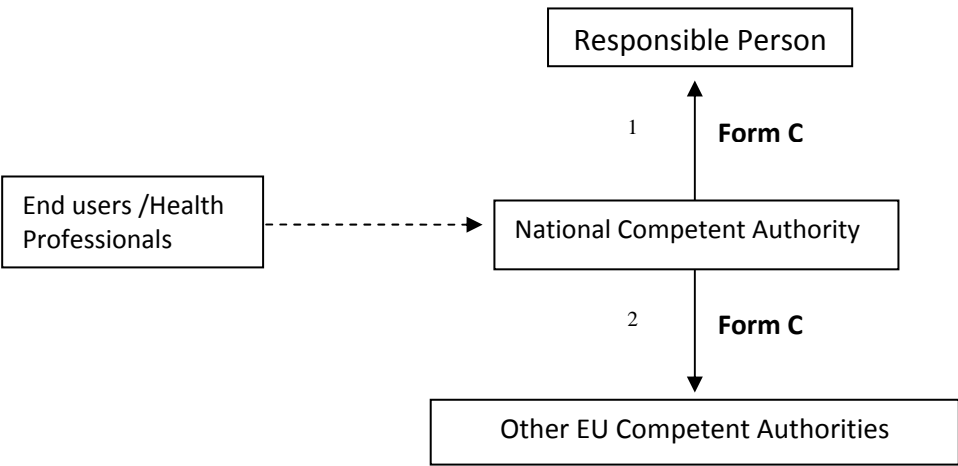 Responsible Person
1
Form C
End users /Health
Professionals
National Competent Authority
2
Form C
Other EU Competent Authorities